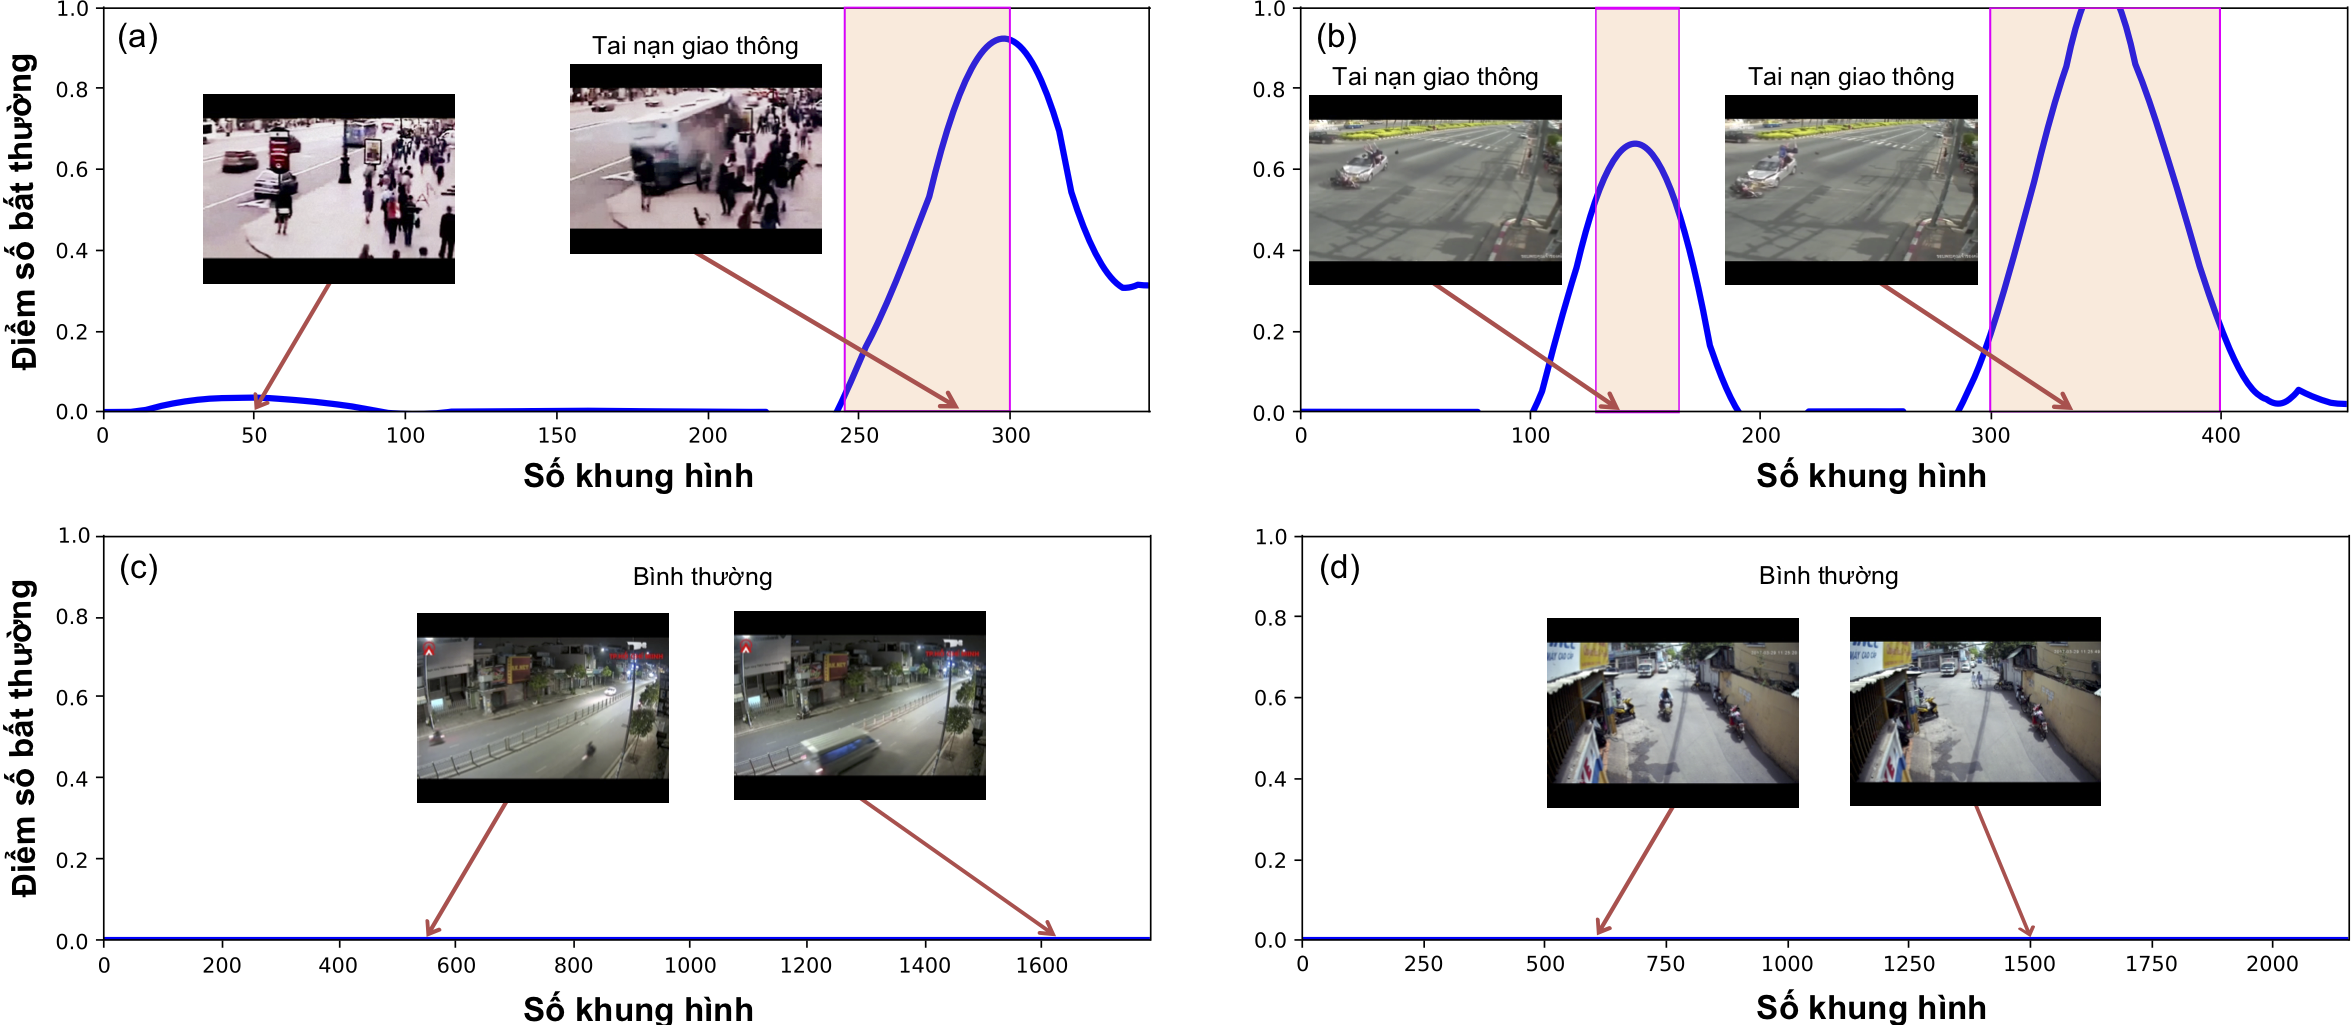 (a)
Tai nạn giao thông
Điểm số bất thường
1.0
0.8
0.6
0.4
0.2
0.0
0 50 100 150 200 250 300
Số khung hình
(b)
Tai nạn giao thông Tai nạn giao thông
1.0
0.8
0.6
0.4
0.2
0.0
0 100 200 300 400
Số khung hình
(c)
Bình thường
Điểm số bất thường
1.0
0.8
0.6
0.4
0.2
0.0
0 200 400 600 800 1000 1200 1400 1600
Số khung hình
(d)
Bình thường
1.0
0.8
0.6
0.4
0.2
0.0
0 250 500 750 1000 1250 1500 1750 2000
Số khung hình